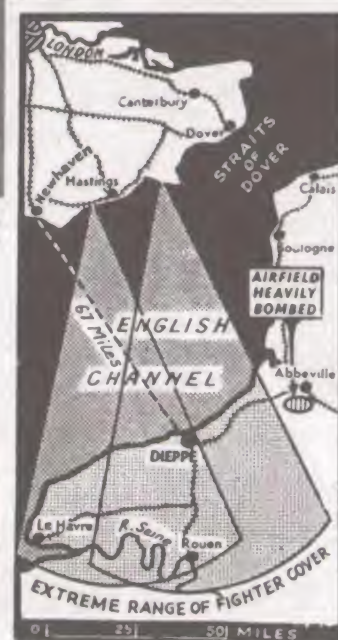 LONDON
Canterbury
Dover
STRAITS
OF
DOVER
Newhaven
Hastings
Calais
Boulogne
AIRFIELD
HEAVILY
BOMBED
67 Miles
ENGLISH
CHANNEL
Abbeville
DIEPPE
Le Havre
R. Seine
Rouen
EXTREME RANGE OF FIGHTER COVER
0 25 50 MILES